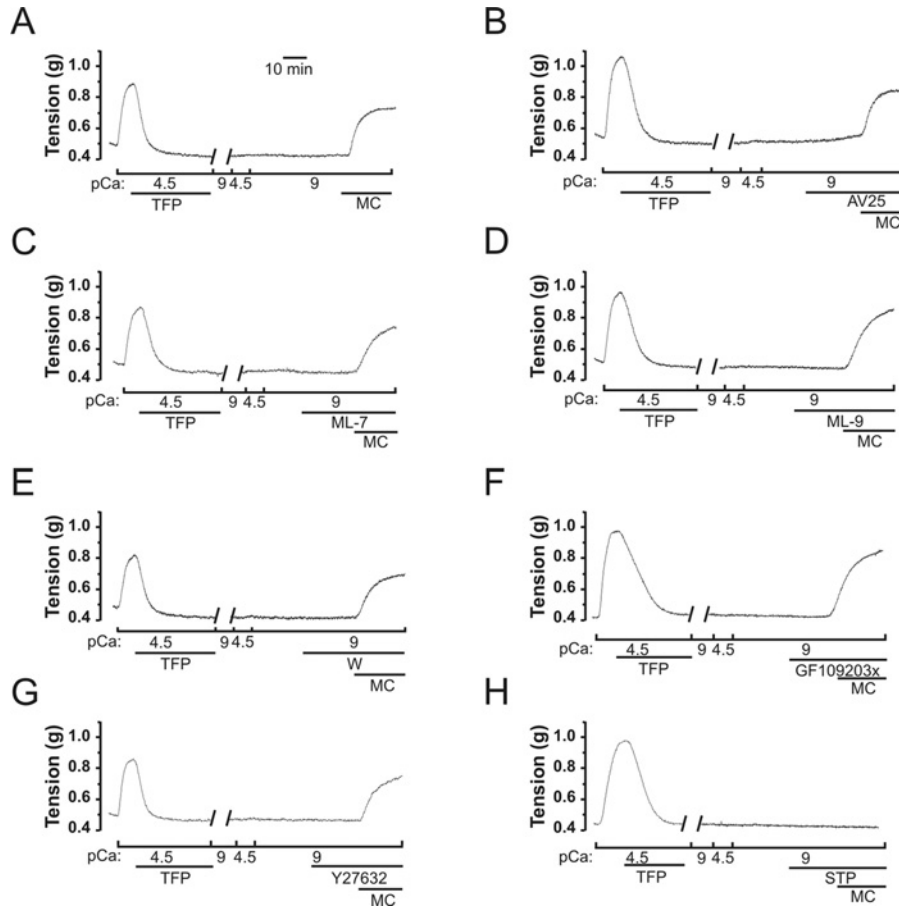 A
Tension (g)
1.0
0.8
0.6
0.4
10 min
pCa: 4.5 9 4.5 9
TFP MC
B
Tension (g)
1.0
0.8
0.6
0.4
pCa: 4.5 9 4.5 9
TFP AV25
MC
C
Tension (g)
1.0
0.8
0.6
0.4
pCa: 4.5 9 4.5 9
TFP ML-7
MC
D
Tension (g)
1.0
0.8
0.6
0.4
pCa: 4.5 9 4.5 9
TFP ML-9
MC
E
Tension (g)
1.0
0.8
0.6
0.4
pCa: 4.5 9 4.5 9
TFP W
MC
F
Tension (g)
1.0
0.8
0.6
0.4
pCa: 4.5 9 4.5 9
TFP GF109203x
MC
G
Tension (g)
1.0
0.8
0.6
0.4
pCa: 4.5 9 4.5 9
TFP Y27632
MC
H
Tension (g)
1.0
0.8
0.6
0.4
pCa: 4.5 9 4.5 9
TFP STP
MC